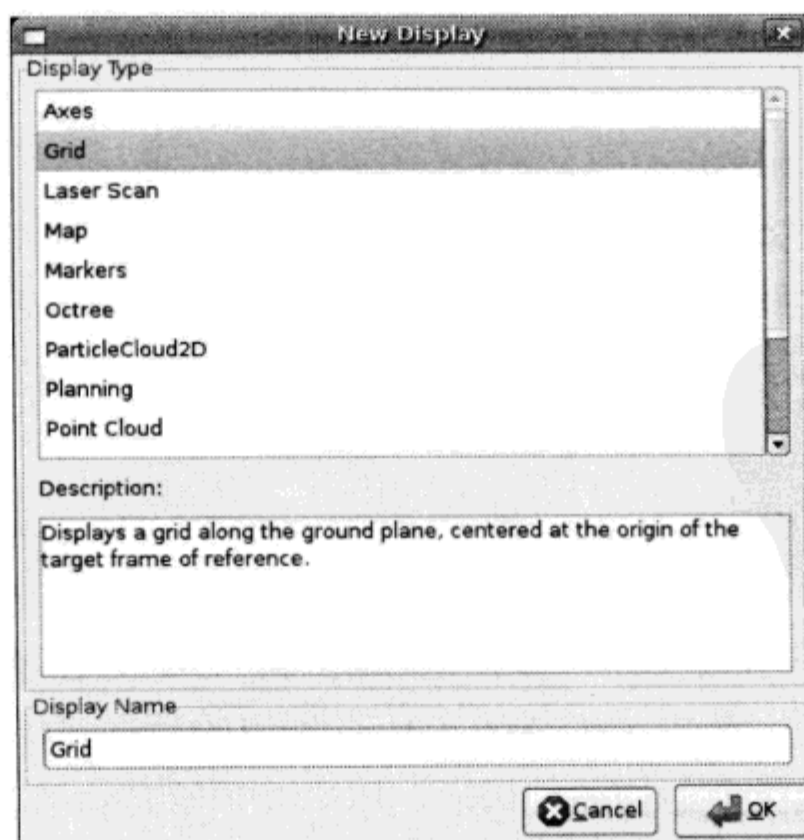 New Display
Display Type
Axes
Grid
Laser Scan
Map
Markers
Octree
ParticleCloud2D
Planning
Point Cloud
Description:
Displays a grid along the ground plane, centered at the origin of the
target frame of reference.
Display Name
Grid
Cancel
OK